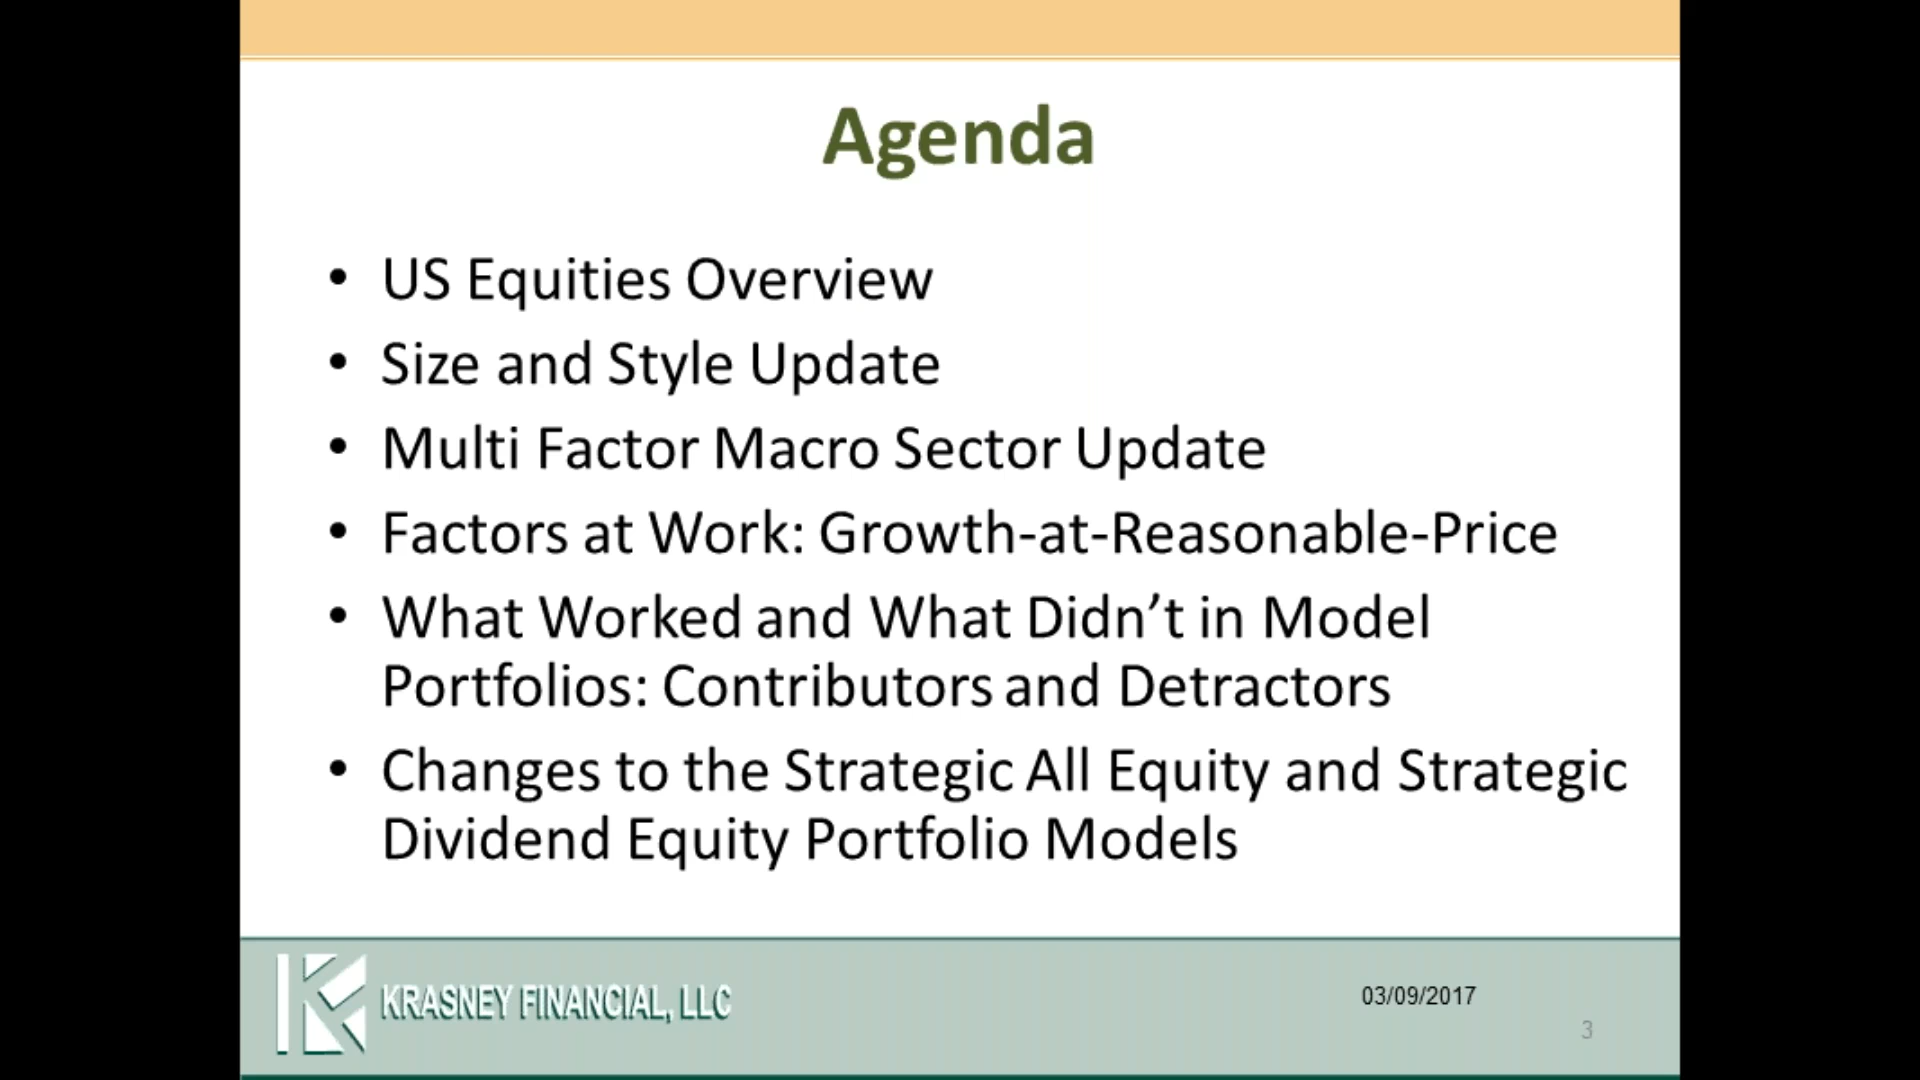 Agenda
• US Equities Overview
• Size and Style Update
• Multi Factor Macro Sector Update
• Factors at Work: Growth-at-Reasonable-Price
• What Worked and What Didn’t in Model
Portfolios: Contributors and Detractors
• Changes to the Strategic All Equity and Strategic
Dividend Equity Portfolio Models
KRASNEY FINANCIAL, LLC
03/09/2017
3